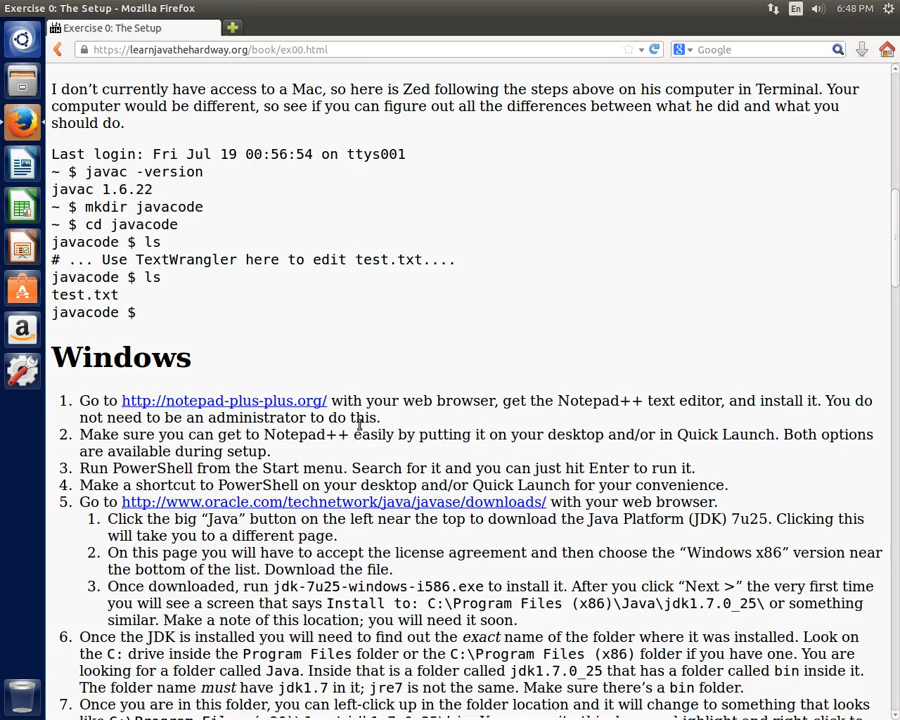 Exercise 0: The Setup - Mozilla Firefox
En
6:48 PM
Exercise 0: The Setup
https://learnjavathehardway.org/book/ex00.html
Google
I don't currently have access to a Mac, so here is Zed following the steps above on his computer in Terminal. Your
computer would be different, so see if you can figure out all the differences between what he did and what you
should do.
Last login: Fri Jul 19 00:56:54 on ttys001
~ $ javac -version
javac 1.6.22
~ $ mkdir javacode
~ $ cd javacode
javacode $ ls
# ... Use TextWrangler here to edit test.txt....
javacode $ ls
test.txt
javacode $
Windows
1. Go to http://notepad-plus-plus.org/ with your web browser, get the Notepad++ text editor, and install it. You do
not need to be an administrator to do this.
2. Make sure you can get to Notepad++ easily by putting it on your desktop and/or in Quick Launch. Both options
are available during setup.
3. Run PowerShell from the Start menu. Search for it and you can just hit Enter to run it.
4. Make a shortcut to PowerShell on your desktop and/or Quick Launch for your convenience.
5. Go to http://www.oracle.com/technetwork/java/javase/downloads/ with your web browser.
1. Click the big “Java” button on the left near the top to download the Java Platform (JDK) 7u25. Clicking this
will take you to a different page.
2. On this page you will have to accept the license agreement and then choose the “Windows x86” version near
the bottom of the list. Download the file.
3. Once downloaded, run jdk-7u25-windows-i586.exe to install it. After you click “Next >” the very first time
you will see a screen that says Install to: C:\Program Files (x86)\Java\jdk1.7.0_25\ or something
similar. Make a note of this location; you will need it soon.
6. Once the JDK is installed you will need to find out the exact name of the folder where it was installed. Look on
the C: drive inside the Program Files folder or the C:\Program Files (x86) folder if you have one. You are
looking for a folder called Java. Inside that is a folder called jdk1.7.0_25 that has a folder called bin inside it.
The folder name must have jdk1.7 in it; jre7 is not the same. Make sure there's a bin folder.
7. Once you are in this folder, you can left-click up in the folder location and it will change to something that looks